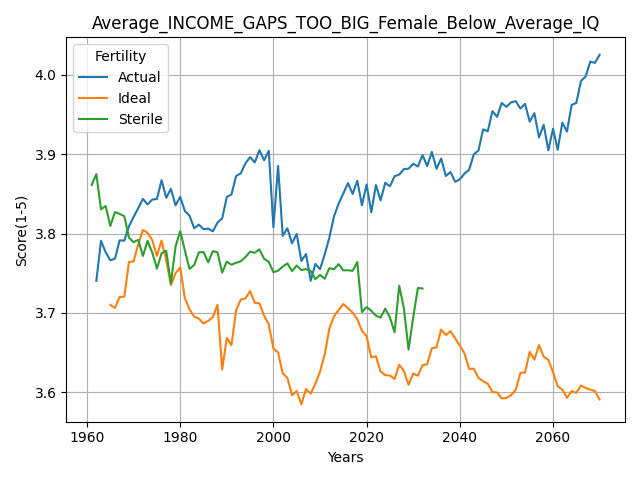 Average_INCOME_GAPS_TOO_BIG_Female_Below_Average_IQ
Fertility
Actual
Ideal
Sterile
4.0
3.9
3.8
3.7
3.6
Score(1-5)
1960 1980 2000 2020 2040 2060
Years